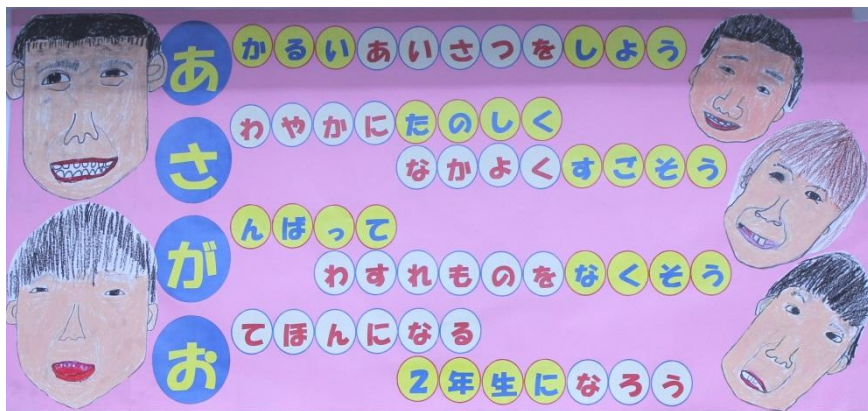 あかるいあいさつをしよう
さわやかにたのしく
なかよくすごそう
がんばって
わすれものをなくそう
おてほんになる
2年生になろう